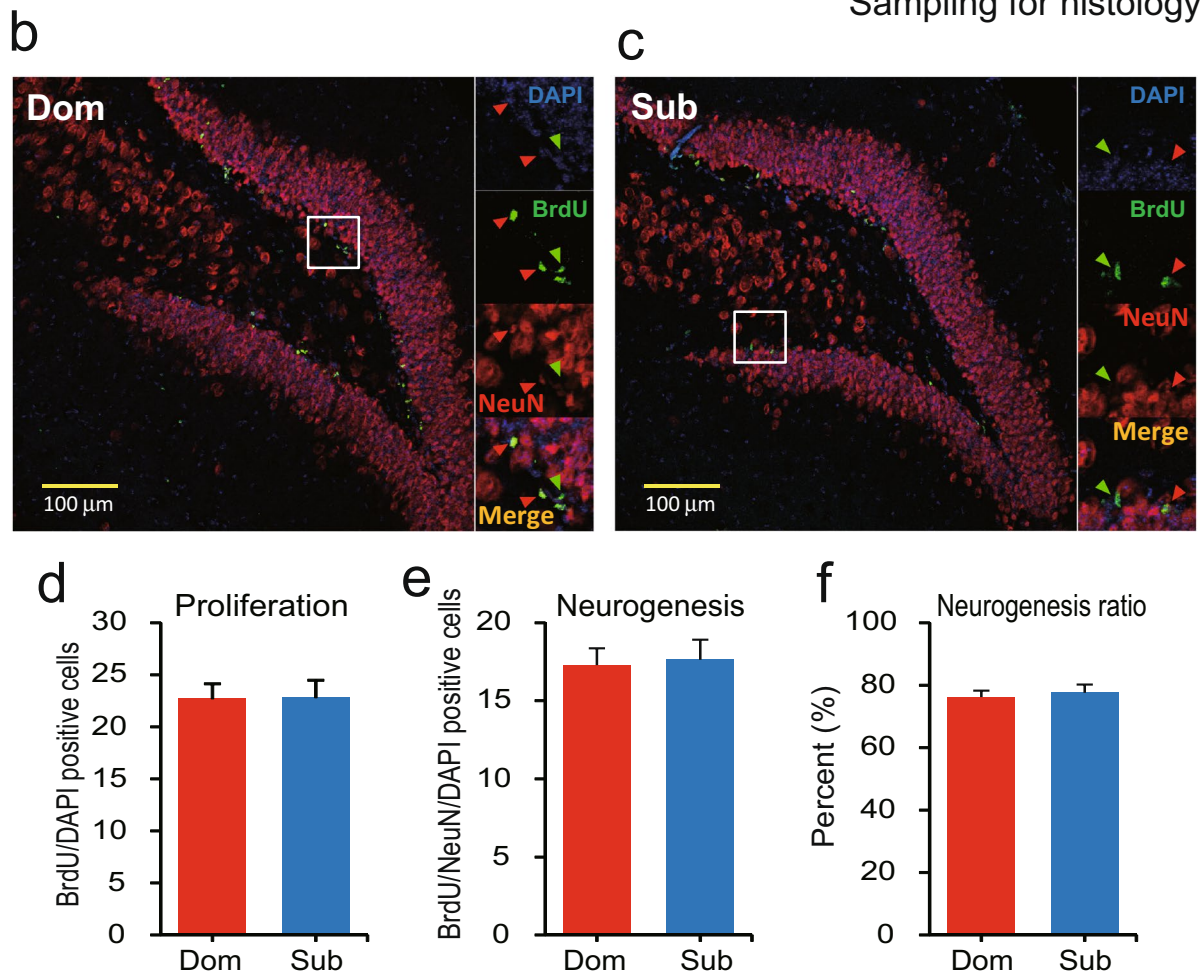 Sampling for histology
b
c
Dom
DAPI
BrdU
NeuN
Merge
100 µm
Sub
DAPI
BrdU
NeuN
Merge
100 µm
d
Proliferation
BrdU/DAPI positive cells
30
25
20
15
10
5
0
Dom
Sub
e
Neurogenesis
BrdU/NeuN/DAPI positive cells
20
15
10
5
0
Dom
Sub
f
Neurogenesis ratio
Percent (%)
100
80
60
40
20
0
Dom
Sub